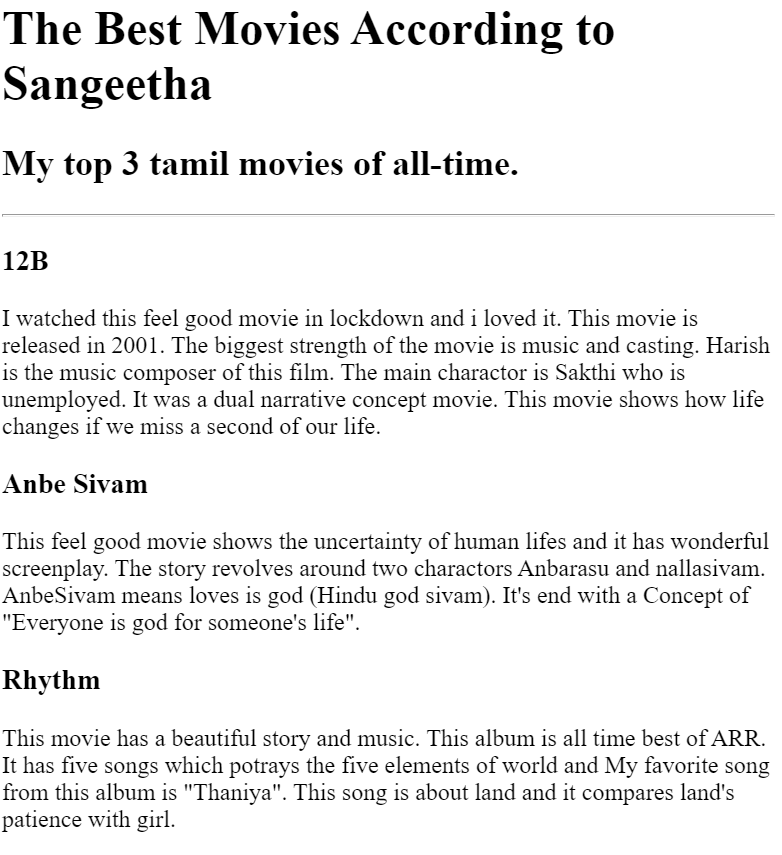 The Best Movies According to
Sangeetha
My top 3 tamil movies of all-time.
12B
I watched this feel good movie in lockdown and i loved it. This movie is
released in 2001. The biggest strength of the movie is music and casting. Harish
is the music composer of this film. The main charactor is Sakthi who is
unemployed. It was a dual narrative concept movie. This movie shows how life
changes if we miss a second of our life.
Anbe Sivam
This feel good movie shows the uncertainty of human lifes and it has wonderful
screenplay. The story revolves around two charactors Anbarasu and nallasivam.
AnbeSivam means loves is god (Hindu god sivam). It's end with a Concept of
"Everyone is god for someone's life".
Rhythm
This movie has a beautiful story and music. This album is all time best of ARR.
It has five songs which potrays the five elements of world and My favorite song
from this album is "Thaniya". This song is about land and it compares land's
patience with girl.